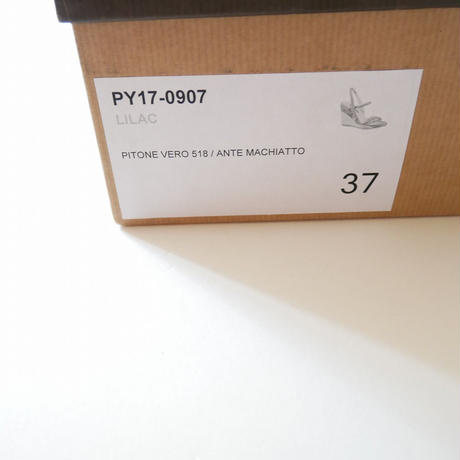 PY17-0907
LILAC
PITONE VERO 518 / ANTE MACHIATTO
37